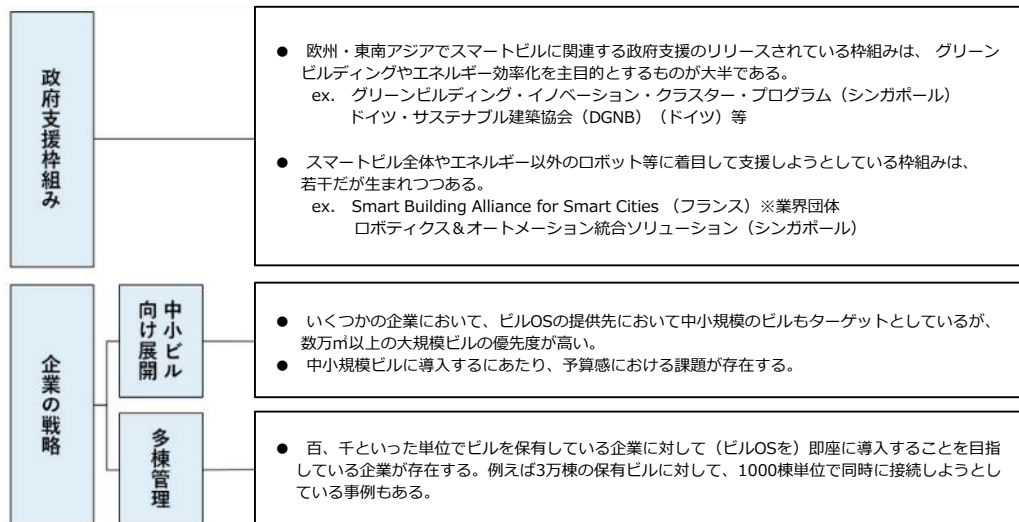 政府支援枠組み
● 欧州・東南アジアでスマートビルに関連する政府支援のリリースされている枠組みは、 グリーン
ビルディングやエネルギー効率化を主目的とするものが大半である。
ex. グリーンビルディング・イノベーション・クラスター・プログラム（シンガポール）
ドイツ・サステナブル建築協会（DGNB）（ドイツ）等
● スマートビル全体やエネルギー以外のロボット等に着目して支援しようとしている枠組みは、
若干だが生まれつつある。
ex. Smart Building Alliance for Smart Cities （フランス）※業界団体
ロボティクス＆オートメーション統合ソリューション（シンガポール）
企業の戦略
中小ビル
向け展開
● いくつかの企業において、ビルOSの提供先において中小規模のビルもターゲットとしているが、
数万㎡以上の大規模ビルの優先度が高い。
● 中小規模ビルに導入するにあたり、予算感における課題が存在する。
多棟管理
● 百、千といった単位でビルを保有している企業に対して（ビルOSを）即座に導入することを目指
している企業が存在する。例えば3万棟の保有ビルに対して、1000棟単位で同時に接続しようとし
ている事例もある。